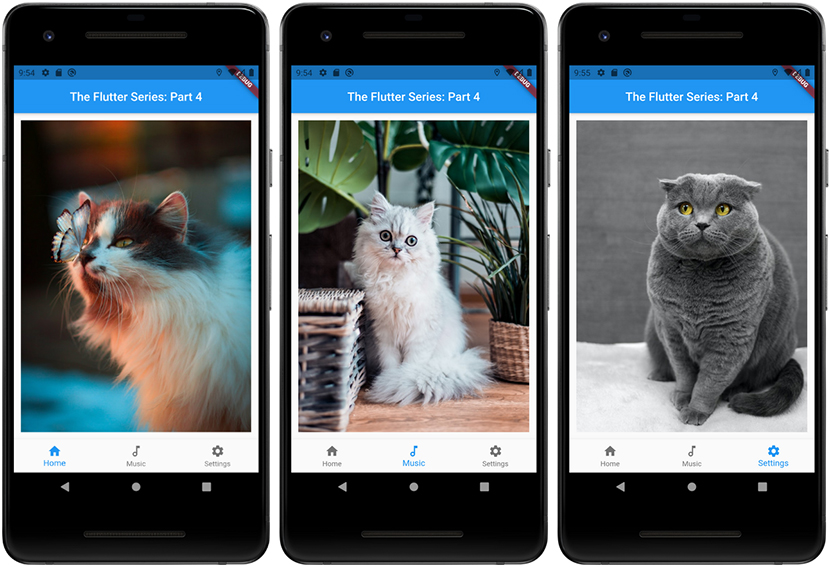 9:54
DEBUG
The Flutter Series: Part 4
Home
Music
Settings
9:54
DEBUG
The Flutter Series: Part 4
Home
Music
Settings
9:55
DEBUG
The Flutter Series: Part 4
Home
Music
Settings